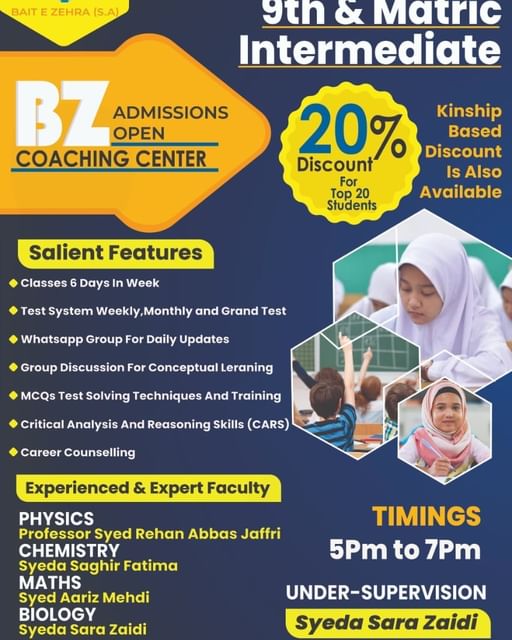 BAIT E ZEHRA (S.A)
9th & Matric
Intermediate
BZ
ADMISSIONS
OPEN
COACHING CENTER
20%
Discount
For
Top 20
Students
Kinship
Based
Discount
Is Also
Available
Salient Features
Classes 6 Days In Week
Test System Weekly,Monthly and Grand Test
Whatsapp Group For Daily Updates
Group Discussion For Conceptual Leraning
MCQs Test Solving Techniques And Training
Critical Analysis And Reasoning Skills (CARS)
Career Counselling
Experienced & Expert Faculty
PHYSICS
Professor Syed Rehan Abbas Jaffri
CHEMISTRY
Syeda Saghir Fatima
MATHS
Syed Aariz Mehdi
BIOLOGY
Syeda Sara Zaidi
TIMINGS
5Pm to 7Pm
UNDER-SUPERVISION
Syeda Sara Zaidi